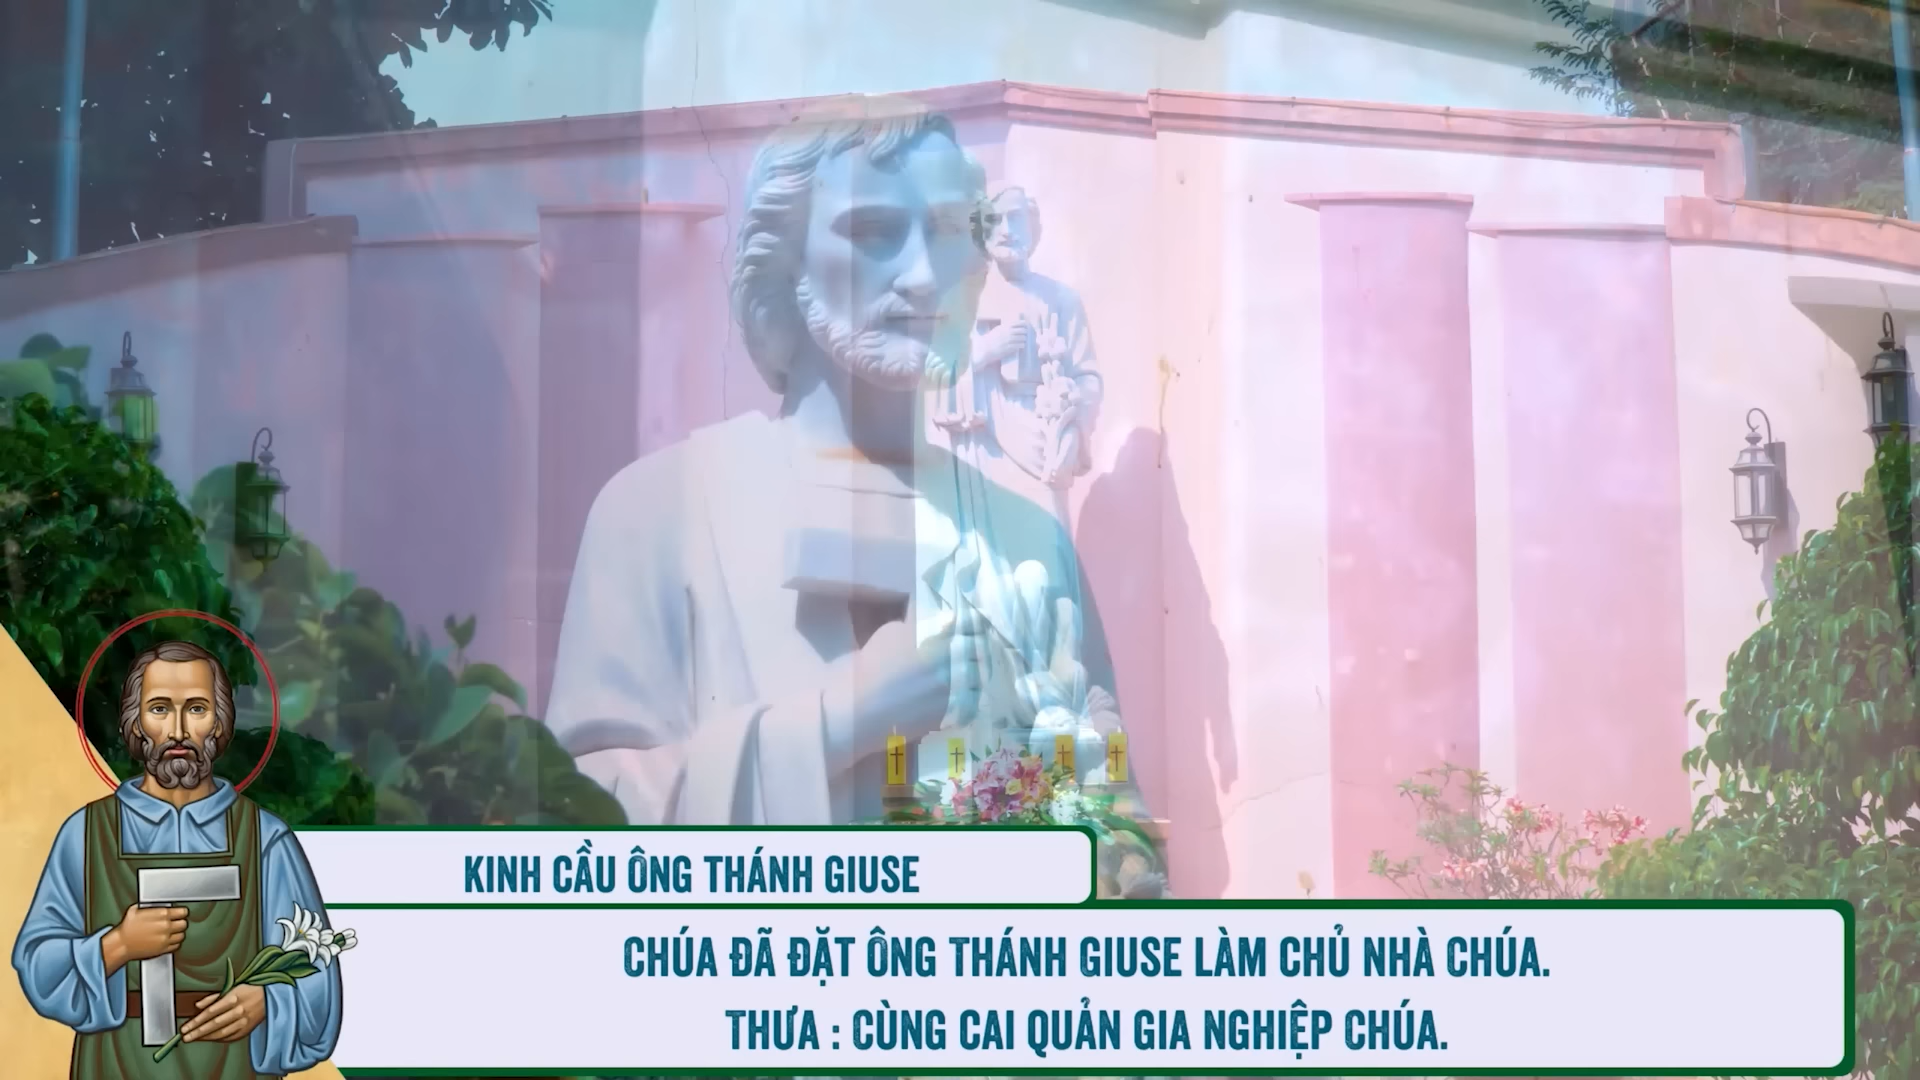 KINH CẦU ÔNG THÁNH GIUSE
CHÚA ĐÃ ĐẶT ÔNG THÁNH GIUSE LÀM CHỦ NHÀ CHÚA.
THƯA : CÙNG CAI QUẢN GIA NGHIỆP CHÚA.